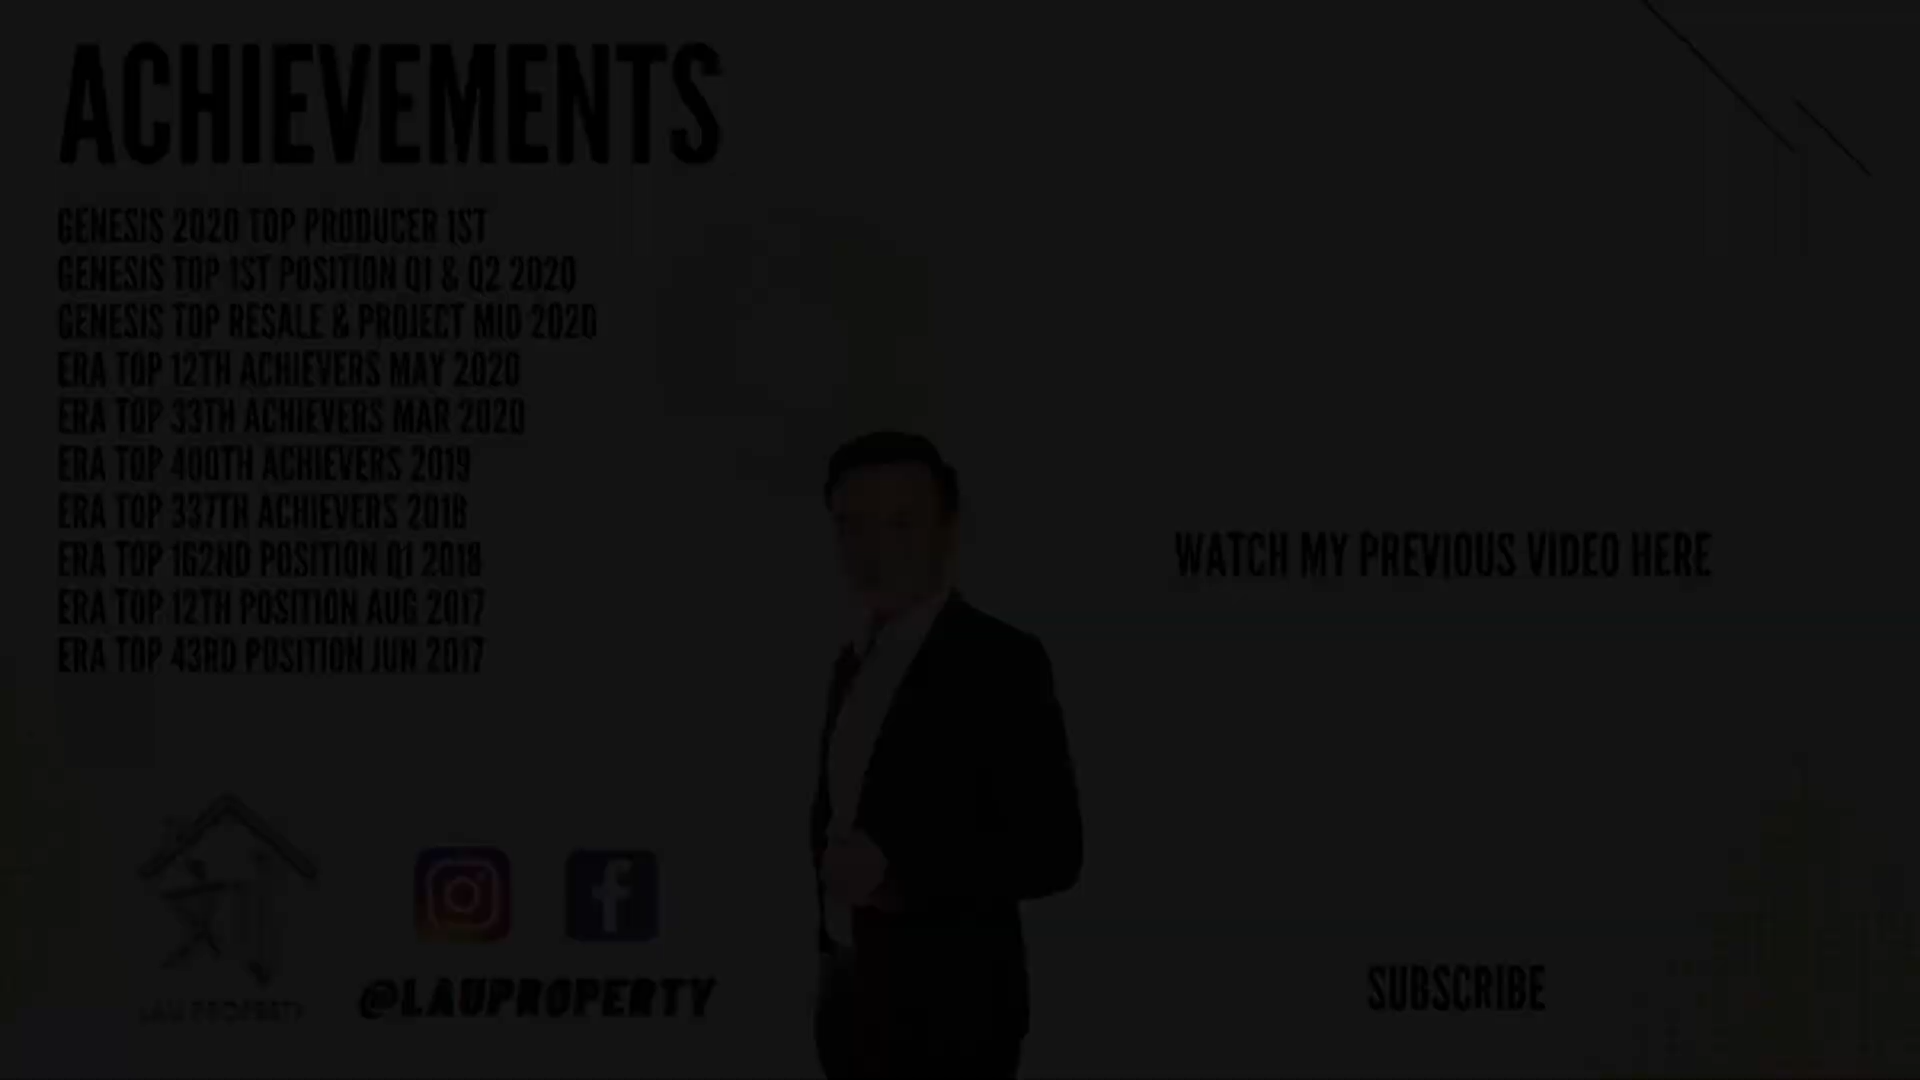 ACHIEVEMENTS
GENESIS 2020 TOP PRODUCER 1ST
GENESIS TOP 1ST POSITION Q1 & Q2 2020
GENESIS TOP RESALE & PROJECT MID 2020
ERA TOP 12TH ACHIEVERS MAY 2020
ERA TOP 33TH ACHIEVERS MAR 2020
ERA TOP 400TH ACHIEVERS 2019
ERA TOP 337TH ACHIEVERS 2018
ERA TOP 162ND POSITION Q1 2018
ERA TOP 12TH POSITION AUG 2017
ERA TOP 43RD POSITION JUN 2017
WATCH MY PREVIOUS VIDEO HERE
刘
LAU PROPERTY
@LAUPROPERTY
SUBSCRIBE